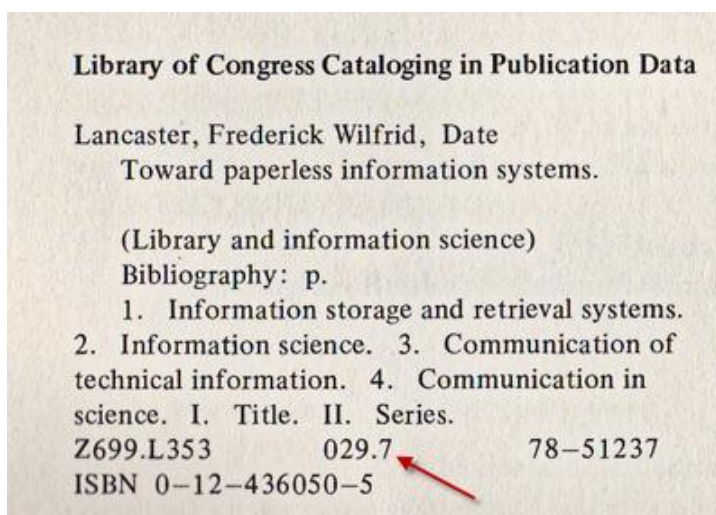 Library of Congress Cataloging in Publication Data
Lancaster, Frederick Wilfrid, Date
Toward paperless information systems.
(Library and information science)
Bibliography: p.
1. Information storage and retrieval systems.
2. Information science. 3. Communication of
technical information. 4. Communication in
science. I. Title. II. Series.
Z699.L353 029.7 78–51237
ISBN 0–12–436050–5